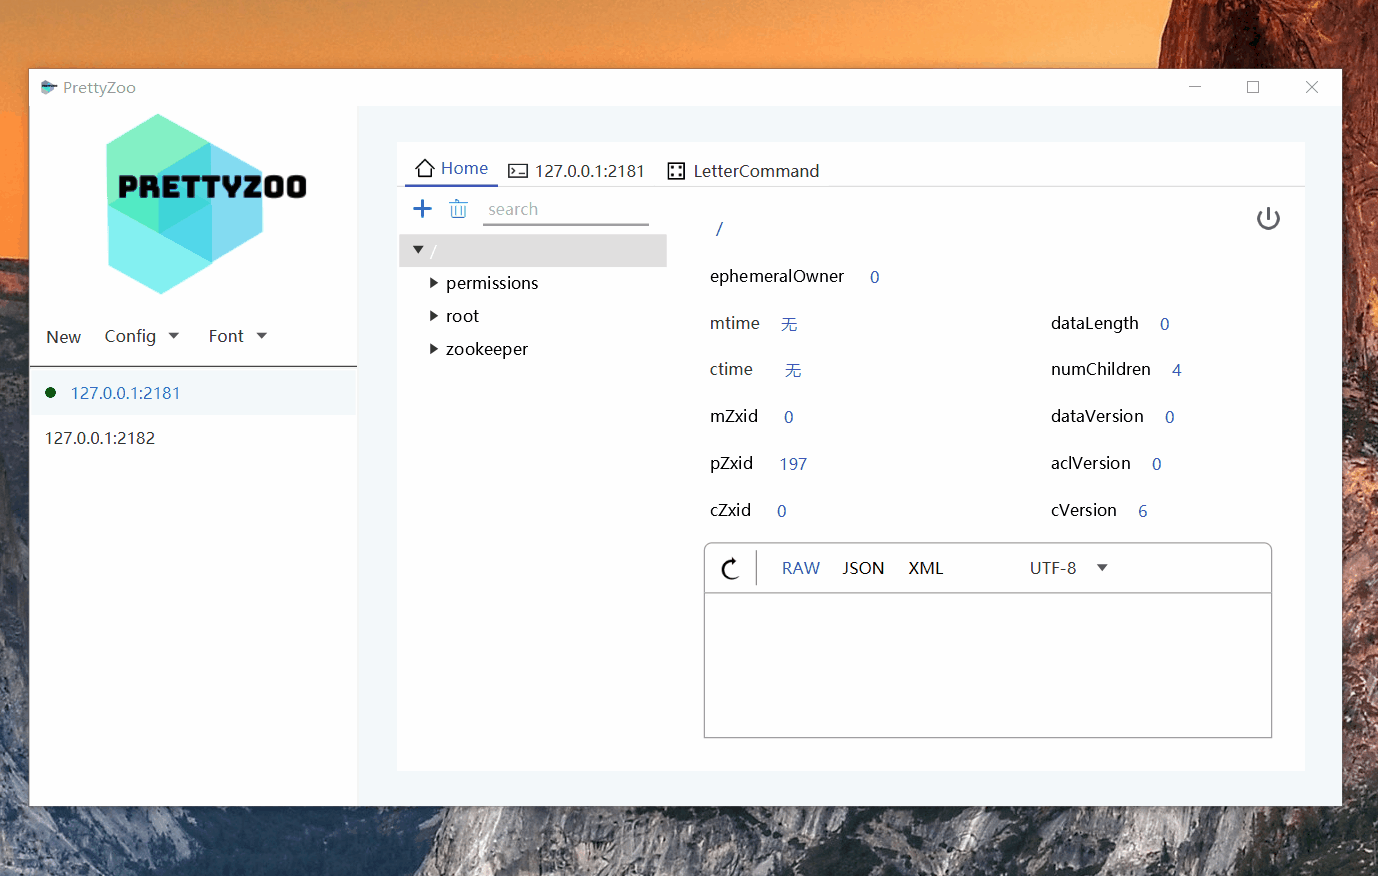 PrettyZoo
PRETTYZOO
New Config Font
127.0.0.1:2181
127.0.0.1:2182
Home 127.0.0.1:2181 LetterCommand
search
/
permissions
root
zookeeper
/
ephemeralOwner 0
mtime 无 dataLength 0
ctime 无 numChildren 4
mZxid 0 dataVersion 0
pZxid 197 aclVersion 0
cZxid 0 cVersion 6
RAW JSON XML UTF-8